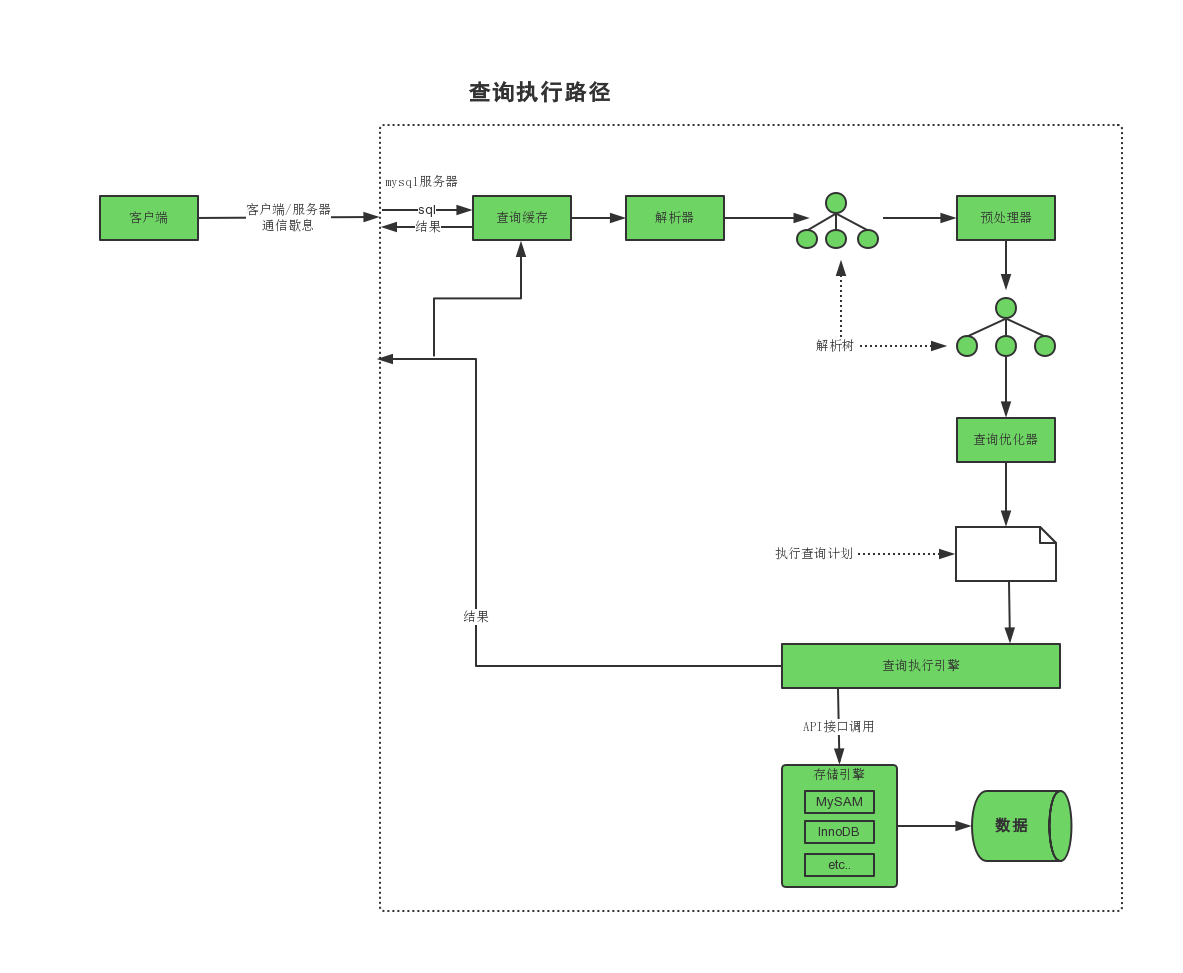 查询执行路径
mysql服务器
客户端
客户端/服务器
通信歇息
sql
结果
查询缓存
解析器
预处理器
解析树
查询优化器
执行查询计划
结果
查询执行引擎
API接口调用
存储引擎
MySAM
InnoDB
etc..
数据